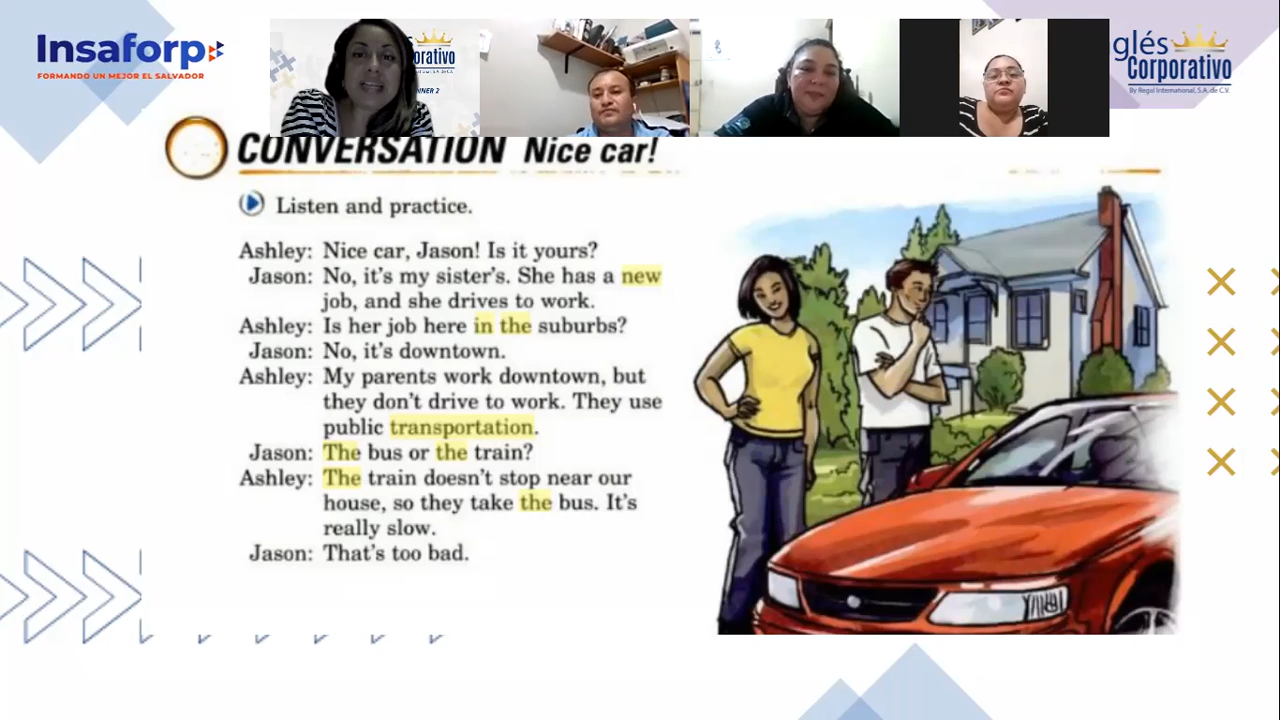 Insaforp
FORMANDO UN MEJOR EL SALVADOR
orporativo
NNER 2
glés
Corporativo
By Regal International, S.A. de C.V.
CONVERSATION Nice car!
Listen and practice.
Ashley: Nice car, Jason! Is it yours?
Jason: No, it's my sister's. She has a new
job, and she drives to work.
Ashley: Is her job here in the suburbs?
Jason: No, it's downtown.
Ashley: My parents work downtown, but
they don't drive to work. They use
public transportation.
Jason: The bus or the train?
Ashley: The train doesn't stop near our
house, so they take the bus. It's
really slow.
Jason: That's too bad.